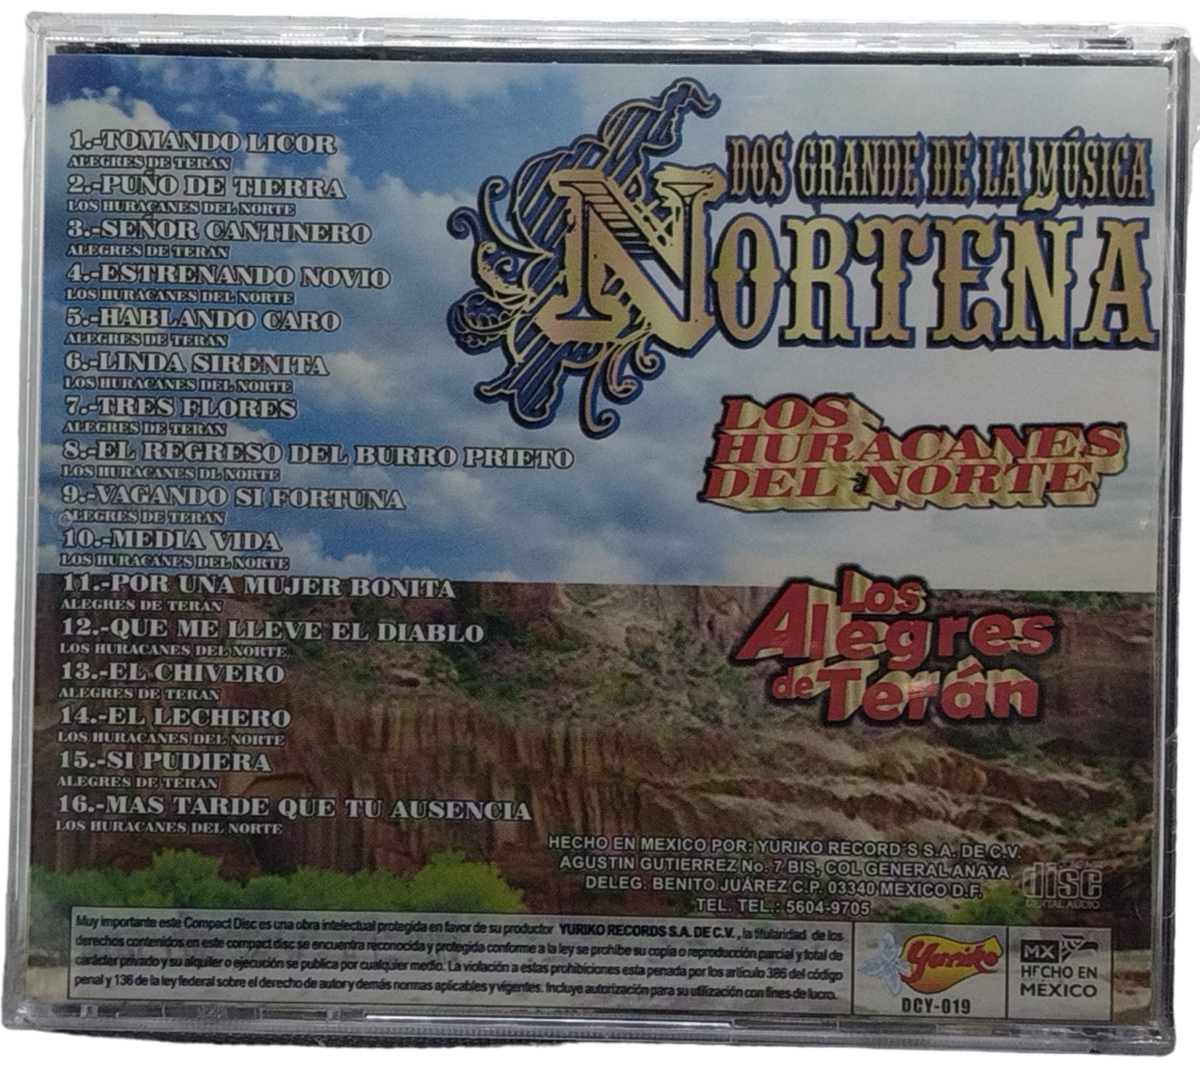 1.-TOMANDO LICOR
ALEGRES DE TERAN
2.-PUÑO DE TIERRA
LOS HURACANES DEL NORTE
3.-SEÑOR CANTINERO
ALEGRES DE TERAN
4.-ESTRENANDO NOVIO
LOS HURACANES DEL NORTE
5.-HABLANDO CARO
ALEGRES DE TERAN
6.-LINDA SIRENITA
LOS HURACANES DEL NORTE
7.-TRES FLORES
ALEGRES DE TERAN
8.-EL REGRESO DEL BURRO PRIETO
LOS HURACANES DL NORTE
9.-VAGANDO SI FORTUNA
ALEGRES DE TERAN
10.-MEDIA VIDA
LOS HURACANES DEL NORTE
11.-POR UNA MUJER BONITA
ALEGRES DE TERAN
12.-QUE ME LLEVE EL DIABLO
LOS HURACANES DEL NORTE
13.-EL CHIVERO
ALEGRES DE TERAN
14.-EL LECHERO
LOS HURACANES DEL NORTE
15.-SI PUDIERA
ALEGRES DE TERAN
16.-MAS TARDE QUE TU AUSENCIA
LOS HURACANES DEL NORTE
DOS GRANDE DE LA MÚSICA
NORTEÑA
LOS
HURACANES
DEL NORTE
Los
Alegres
de Terán
HECHO EN MEXICO POR: YURIKO RECORD´S S.A. DE C.V.
AGUSTIN GUTIERREZ No. 7 BIS, COL GENERAL ANAYA
DELEG. BENITO JUÁREZ C.P. 03340 MEXICO D.F.
TEL. TEL.: 5604-9705
disc
DIGITAL AUDIO
Muy importante este Compact Disc es una obra intelectual protegida en favor de su productor YURIKO RECORDS S.A. DE C.V., la titularidad de los
derechos contenidos en este compact disc se encuentra reconocida y protegida conforme a la ley se prohibe su copia o reproducción parcial y total de
carácter privado y su alquiler o ejecución se publica por cualquier medio. La violación a estas prohibiciones esta penada por los artículo 386 del código
penal y 136 de la ley federal sobre el derecho de autor y demás normas aplicables y vigentes. Incluye autorización para su utilización con fines de lucro.
Yuriko
DCY-019
MX
HECHO EN
MÉXICO